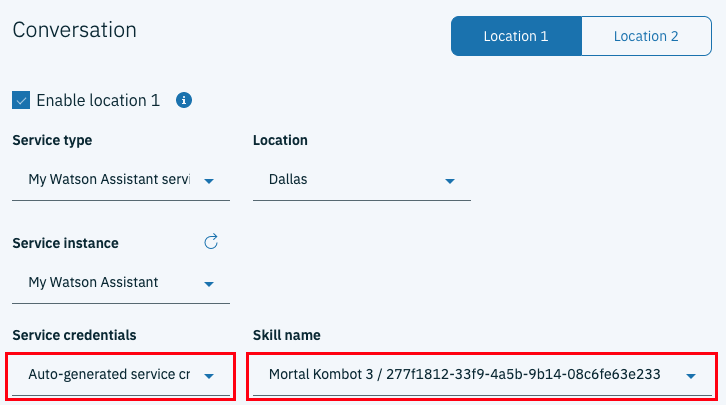 Conversation
Location 1
Location 2
Enable location 1
Service type
Location
My Watson Assistant servi
Dallas
Service instance
My Watson Assistant
Service credentials
Skill name
Auto-generated service cr
Mortal Kombot 3 / 277f1812-33f9-4a5b-9b14-08c6fe63e233